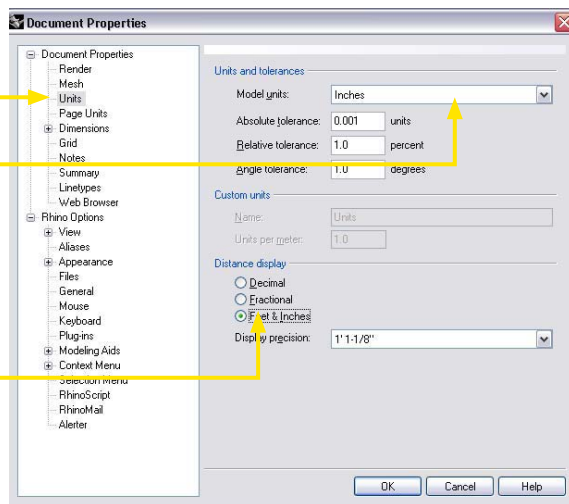 Document Properties
Document Properties
Render
Mesh
Units
Page Units
Dimensions
Grid
Notes
Summary
Linetypes
Web Browser
Rhino Options
View
Aliases
Appearance
Files
General
Mouse
Keyboard
Plug-ins
Modeling Aids
Context Menu
Selection Menu
RhinoScript
RhinoMail
Alerter
Units and tolerances
Model units: Inches
Absolute tolerance: 0.001 units
Relative tolerance: 1.0 percent
Angle tolerance: 1.0 degrees
Custom units
Name: Units
Units per meter: 1.0
Distance display
Decimal
Fractional
Feet & Inches
Display precision: 1'1-1/8"
OK Cancel Help